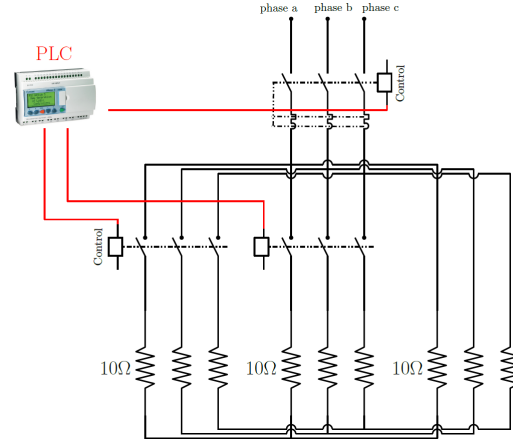 phase a phase b phase c
PLC
Control
Control
10Ω 10Ω 10Ω